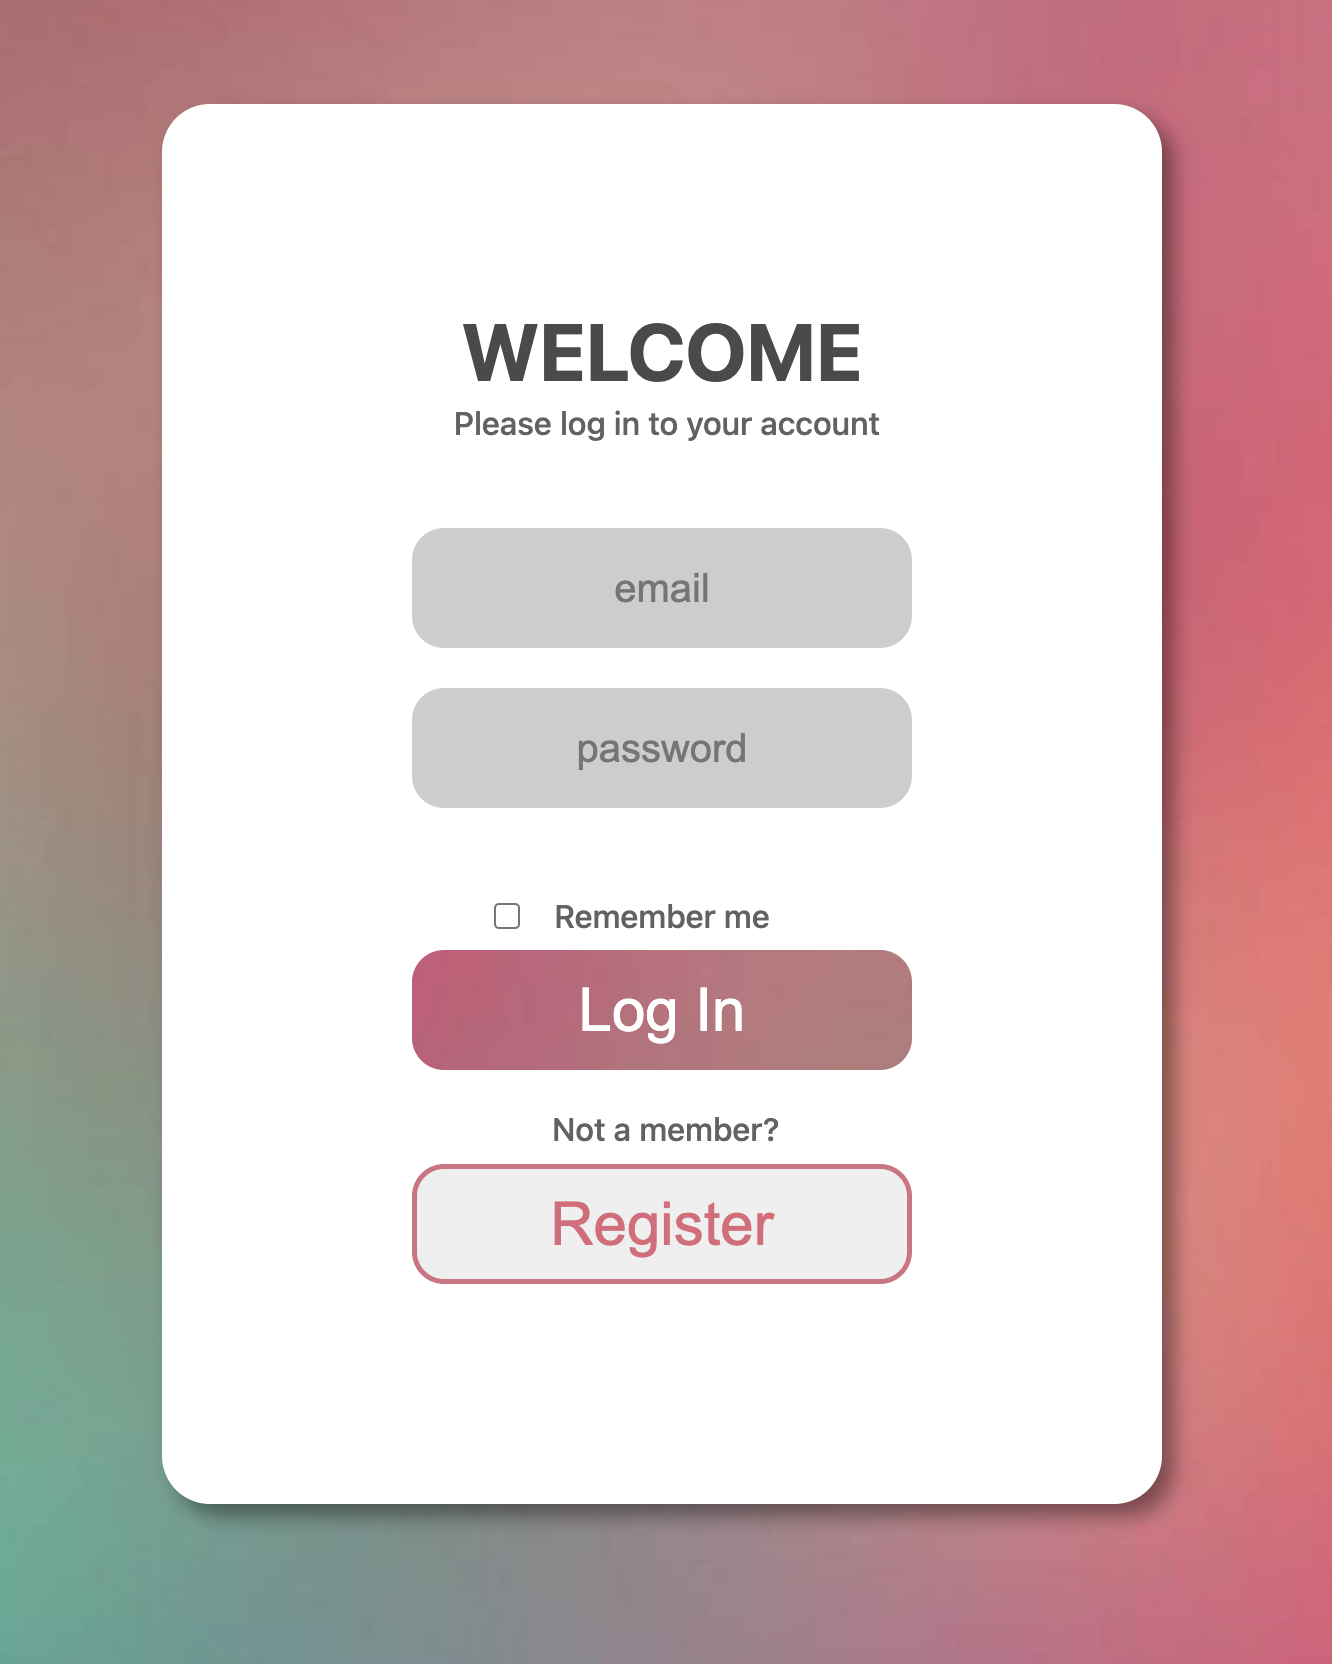 WELCOME
Please log in to your account
email
password
Remember me
Log In
Not a member?
Register